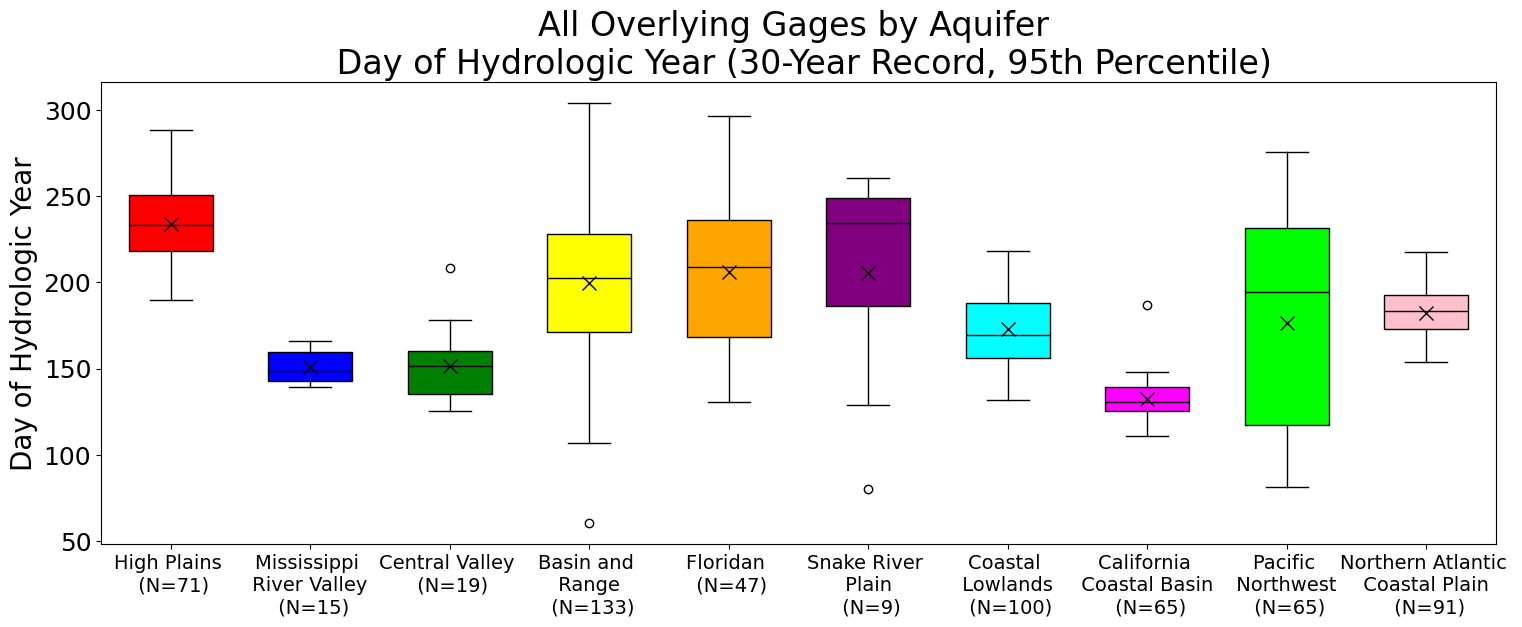 All Overlying Gages by Aquifer
Day of Hydrologic Year (30-Year Record, 95th Percentile)
Day of Hydrologic Year
300
250
200
150
100
50
High Plains
(N=71)
Mississippi
River Valley
(N=15)
Central Valley
(N=19)
Basin and
Range
(N=133)
Floridan
(N=47)
Snake River
Plain
(N=9)
Coastal
Lowlands
(N=100)
California
Coastal Basin
(N=65)
Pacific
Northwest
(N=65)
Northern Atlantic
Coastal Plain
(N=91)